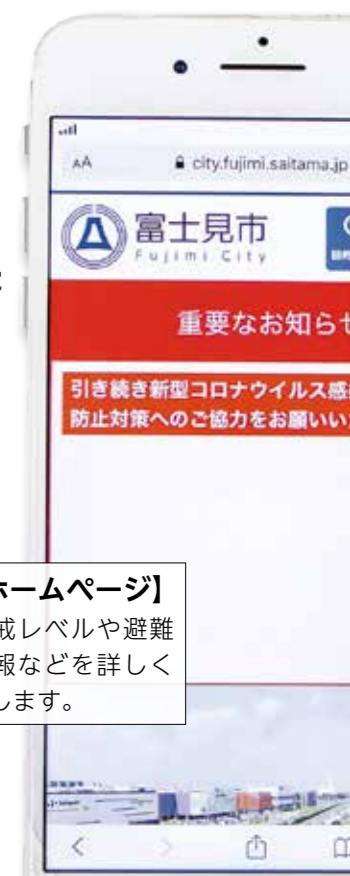 AA city.fujimi.saitama.jp
富士見市
Fujimi City
重要なお知らせ
引き続き新型コロナウイルス感
防止対策へのご協力をお願いい
ホームページ】
戒レベルや避難
報などを詳しく
します。